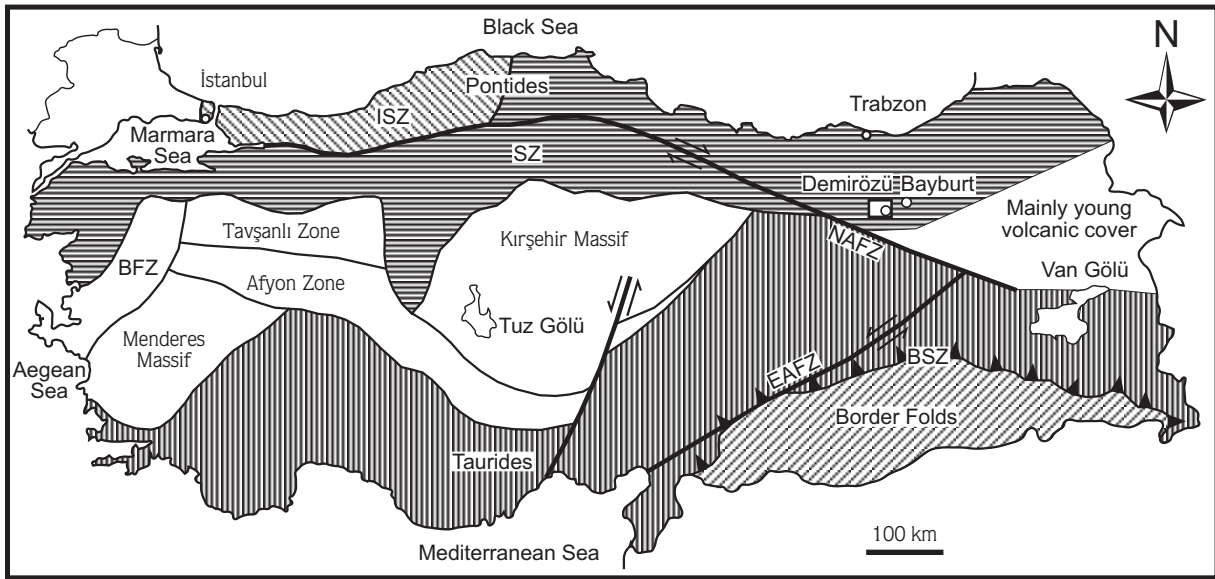 Black Sea
N
İstanbul
Pontides
ISZ
Trabzon
Marmara
Sea
SZ
Demirözü Bayburt
Mainly young
volcanic cover
Tavşanlı Zone
Kırşehir Massif
NAFZ
BFZ
Van Gölü
Afyon Zone
Tuz Gölü
Menderes
Massif
Aegean
Sea
BSZ
EAFZ
Border Folds
Taurides
100 km
Mediterranean Sea